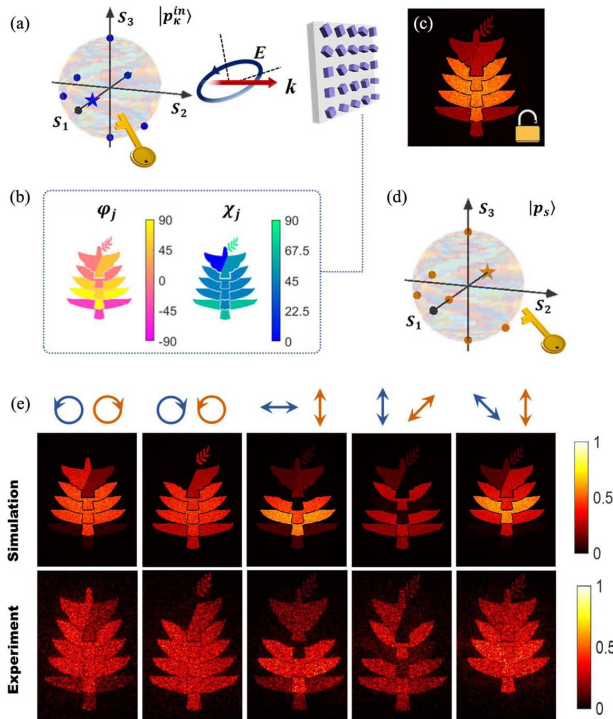 (a)
S₃
|p_κ^in⟩
S₁
S₂
E
k
(c)
(b)
φⱼ
90
45
0
-45
-90
χⱼ
90
67.5
45
22.5
0
(d)
S₃
|p_s⟩
S₁
S₂
(e)
Simulation
1
0.5
0
Experiment
1
0.5
0